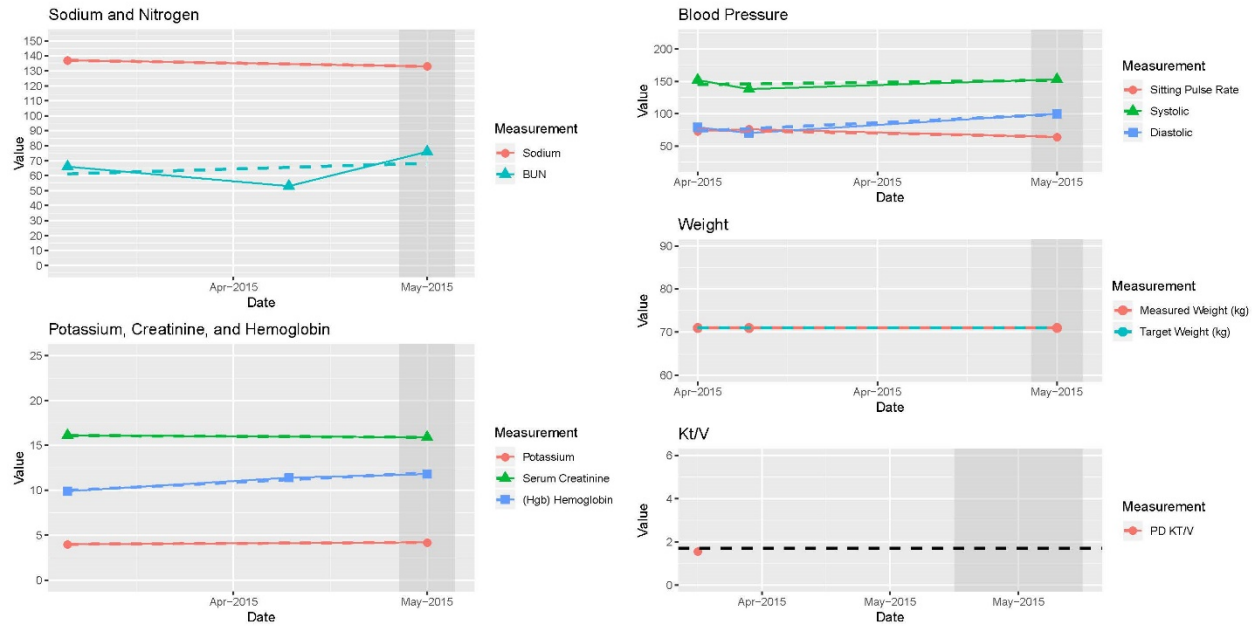 Sodium and Nitrogen
150
140
130
120
110
100
90
80
70
60
50
40
30
20
10
0
Value
Apr−2015
May−2015
Date
Measurement
Sodium
BUN
Potassium, Creatinine, and Hemoglobin
25
20
15
10
5
0
Value
Apr−2015
May−2015
Date
Measurement
Potassium
Serum Creatinine
(Hgb) Hemoglobin
Blood Pressure
200
150
100
50
Value
Apr−2015
Apr−2015
May−2015
Date
Measurement
Sitting Pulse Rate
Systolic
Diastolic
Weight
90
80
70
60
Value
Apr−2015
Apr−2015
May−2015
Date
Measurement
Measured Weight (kg)
Target Weight (kg)
Kt/V
6
4
2
0
Value
Apr−2015
May−2015
May−2015
Date
Measurement
PD KT/V